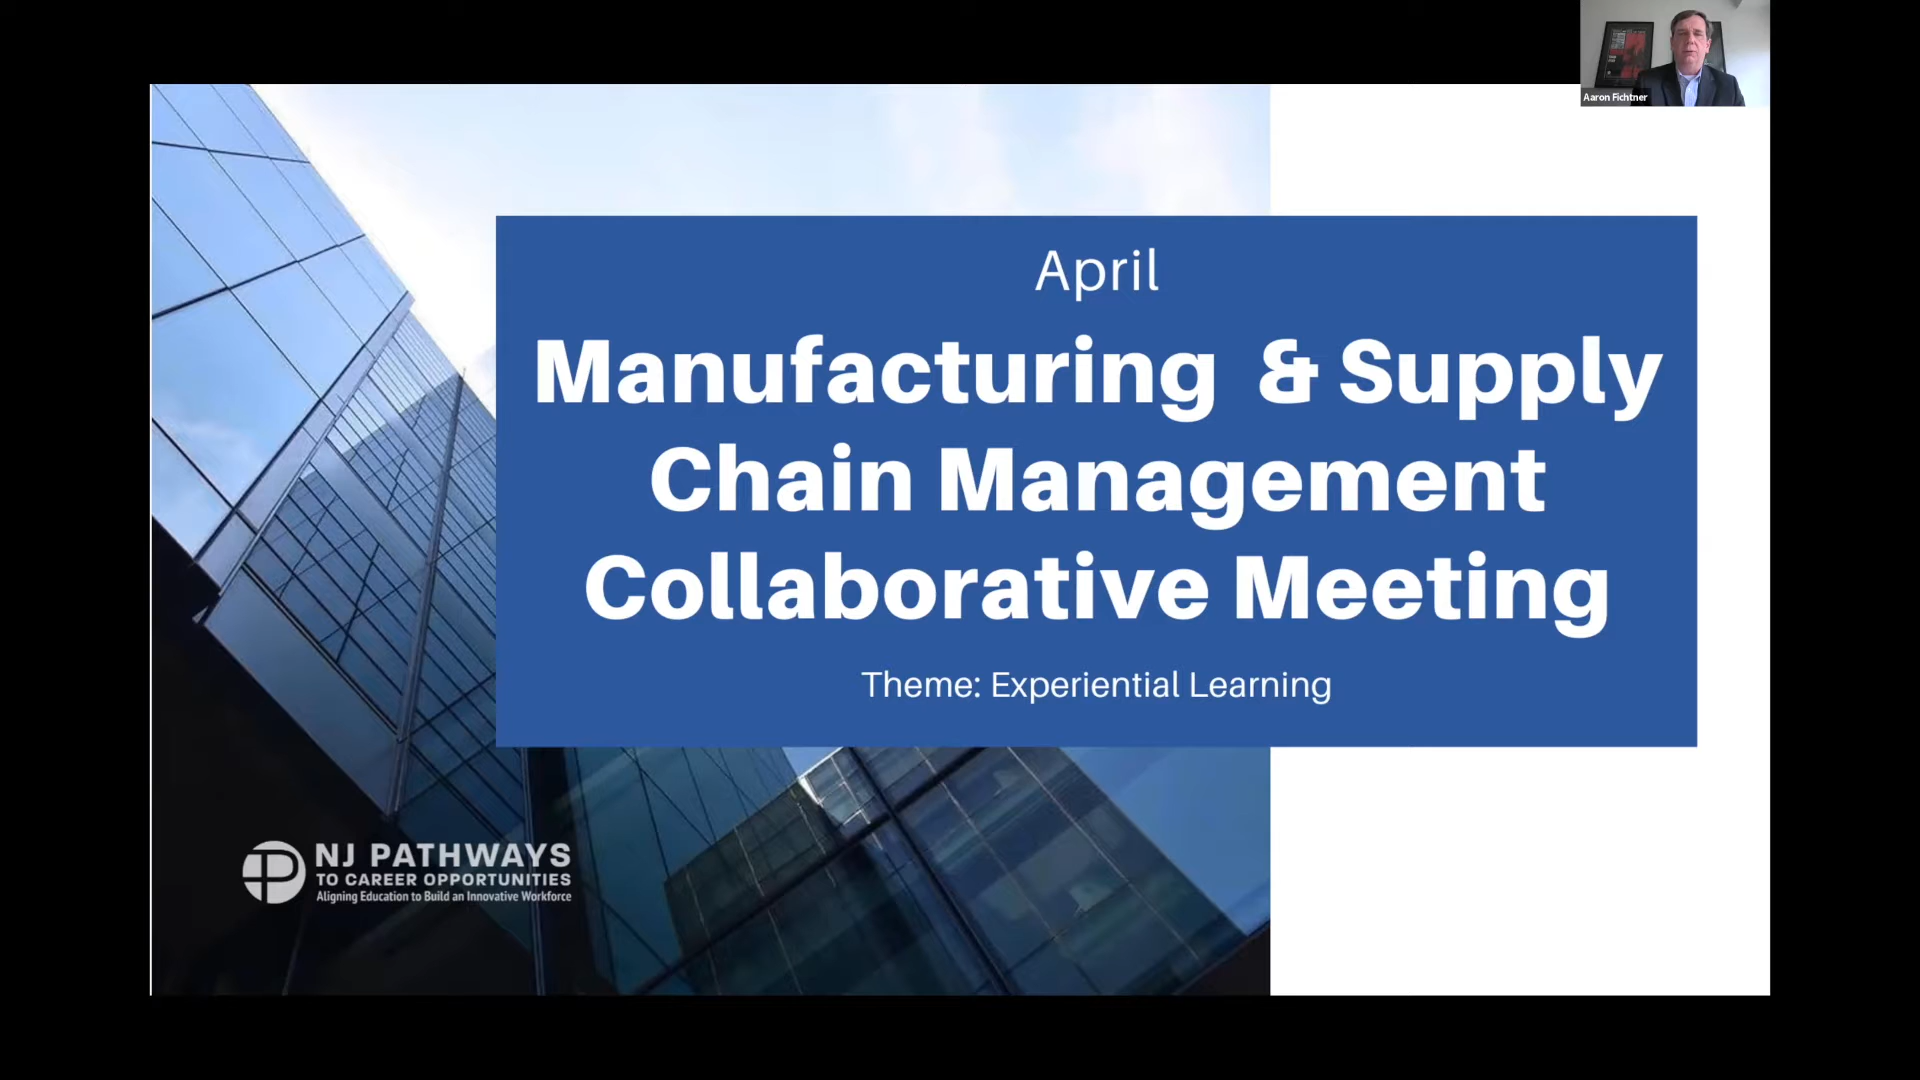 Aaron Fichtner
April
Manufacturing & Supply
Chain Management
Collaborative Meeting
Theme: Experiential Learning
NJ PATHWAYS
TO CAREER OPPORTUNITIES
Aligning Education to Build an Innovative Workforce